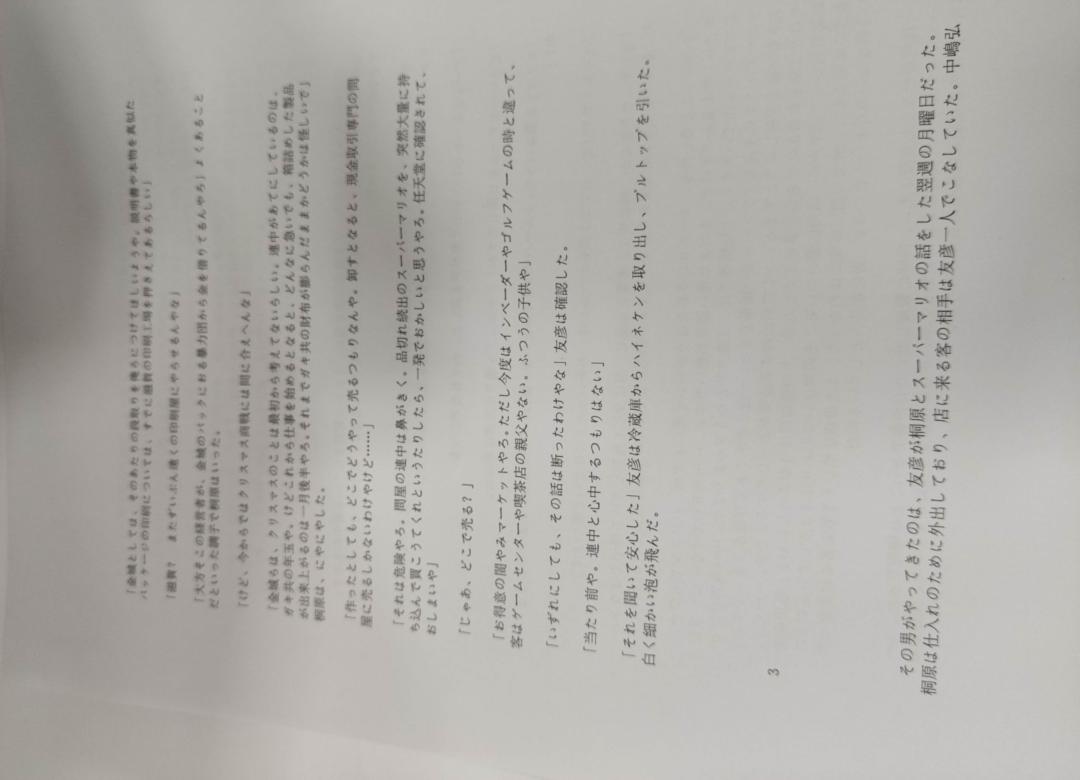 「金城としては、そのあたりの段取りを俺らにつけてほしいようや。説明書や本物を真似た
パッケージの印刷については、すでに滋賀の印刷工場を押さえてあるらしい」
「滋賀？　またずいぶん遠くの印刷屋にやらせるんやな」
「大方そこの経営者が、金城のバックにおる暴力団から金を借りてるんやろ」よくあること
だといった調子で桐原はいった。
「けど、今からではクリスマス商戦には間に合えへんな」
「金城らは、クリスマスのことは最初から考えてないらしい。連中があてにしているのは、
ガキ共の年玉や。けどこれから仕事を始めるとなると、どんなに急いでも、箱詰めした製品
が出来上がるのは一月後半やろ。それまでガキ共の財布が膨らんだままかどうかは怪しいで」
桐原は、にやにやした。
「作ったとしても、どこでどうやって売るつもりなんや。卸すとなると、現金取引専門の問
屋に売るしかないわけやけど……」
「それは危険やろ。問屋の連中は鼻がきく。品切れ続出のスーパーマリオを、突然大量に持
ち込んで買こうてくれというたりしたら、一発でおかしいと思うやろ。任天堂に確認されて、
おしまいや」
「じゃあ、どこで売る？」
「お得意の闇やみマーケットやろ。ただし今度はインベーダーやゴルフゲームの時と違って、
客はゲームセンターや喫茶店の親父やない。ふつうの子供や」
「いずれにしても、その話は断ったわけやな」友彦は確認した。
「当たり前や。連中と心中するつもりはない」
「それを聞いて安心した」友彦は冷蔵庫からハイネケンを取り出し、プルトップを引いた。
白く細かい泡が飛んだ。
3
その男がやってきたのは、友彦が桐原とスーパーマリオの話をした翌週の月曜日だった。
桐原は仕入れのために外出しており、店に来る客の相手は友彦一人でこなしていた。中嶋弘